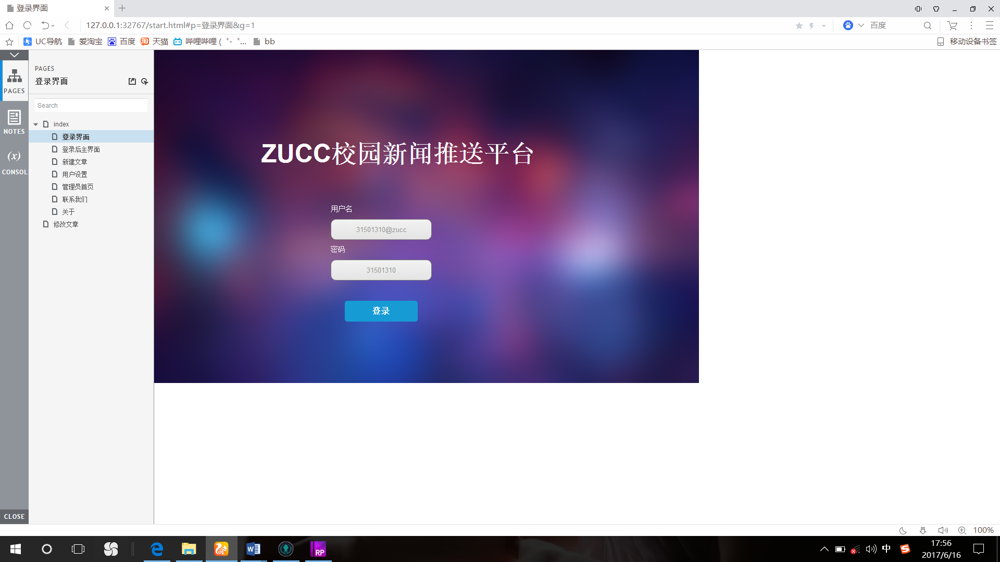 登录界面
127.0.0.1:32767/start.html#p=登录界面&g=1
百度
UC导航
爱淘宝
百度
天猫
哔哩哔哩 ( ゜- ゜...
bb
移动设备书签
PAGES
NOTES
(x)
CONSOL
CLOSE
PAGES
登录界面
Search
index
登录界面
登录后主界面
新建文章
用户设置
管理员首页
联系我们
关于
修改文章
ZUCC校园新闻推送平台
用户名
31501310@zucc
密码
31501310
登录
100%
RP
中
17:56
2017/6/16